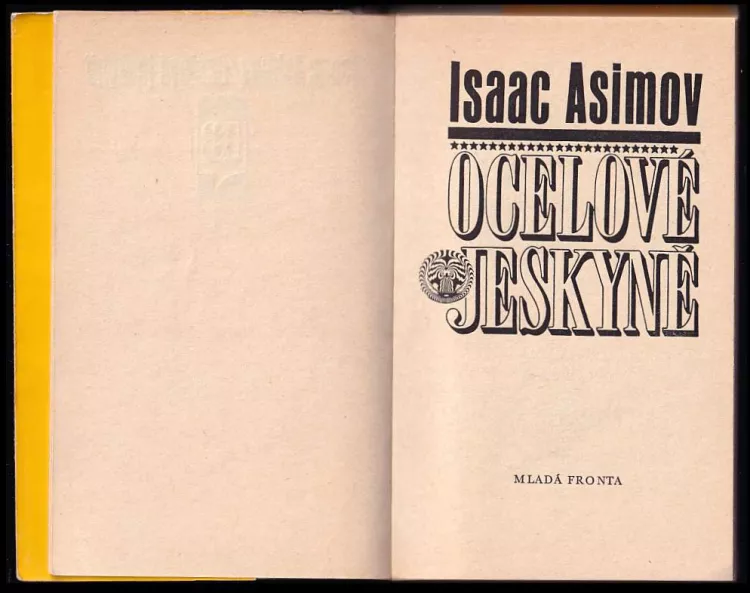 Isaac Asimov
OCELOVÉ
JESKYNĚ
MLADÁ FRONTA